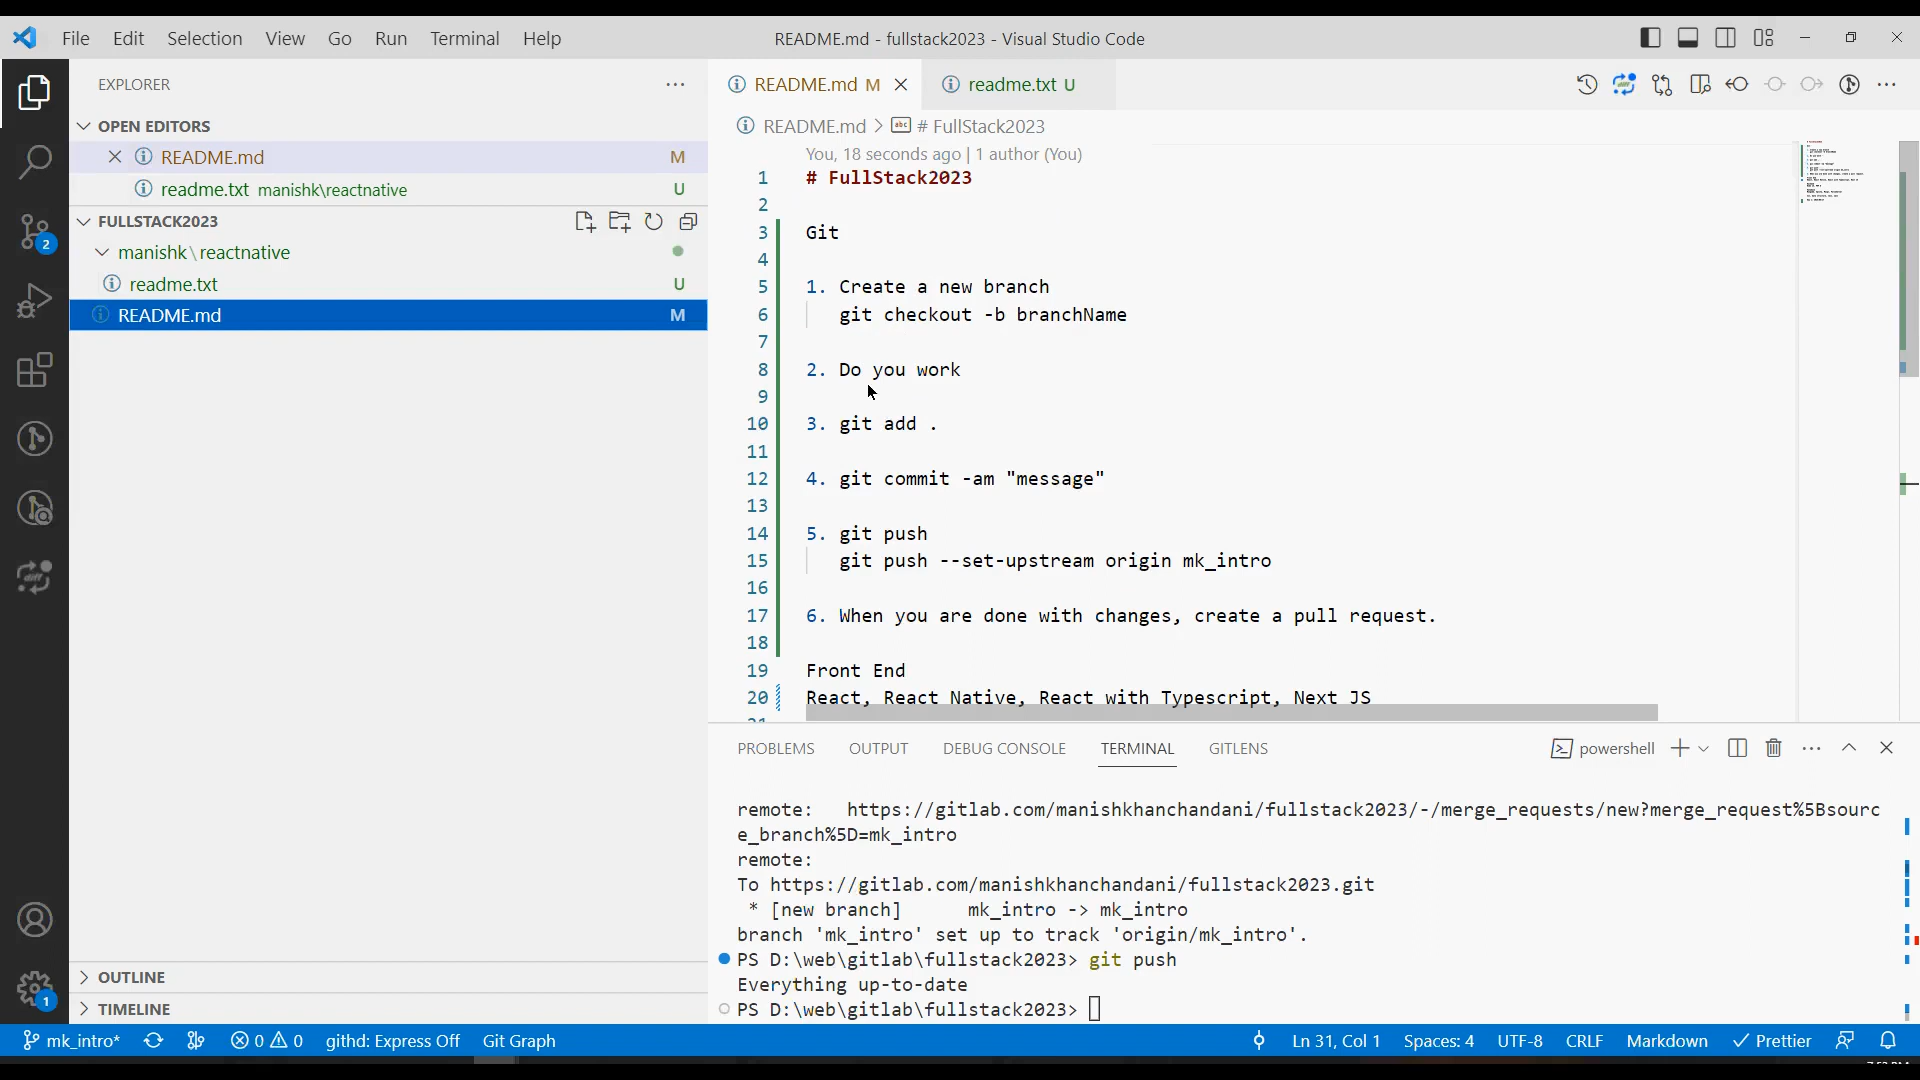 File Edit Selection View Go Run Terminal Help
README.md - fullstack2023 - Visual Studio Code
EXPLORER
OPEN EDITORS
README.md M
readme.txt manishk\reactnative U
FULLSTACK2023
manishk\reactnative
readme.txt U
README.md M
OUTLINE
TIMELINE
2
1
README.md M
readme.txt U
README.md > # FullStack2023
You, 18 seconds ago | 1 author (You)
1 # FullStack2023
2
3 Git
4
5 1. Create a new branch
6 git checkout -b branchName
7
8 2. Do you work
9
10 3. git add .
11
12 4. git commit -am "message"
13
14 5. git push
15 git push --set-upstream origin mk_intro
16
17 6. When you are done with changes, create a pull request.
18
19 Front End
20 React, React Native, React with Typescript, Next JS
PROBLEMS OUTPUT DEBUG CONSOLE TERMINAL GITLENS
powershell
remote: https://gitlab.com/manishkhanchandani/fullstack2023/-/merge_requests/new?merge_request%5Bsourc
e_branch%5D=mk_intro
remote:
To https://gitlab.com/manishkhanchandani/fullstack2023.git
* [new branch] mk_intro -> mk_intro
branch 'mk_intro' set up to track 'origin/mk_intro'.
PS D:\web\gitlab\fullstack2023> git push
Everything up-to-date
PS D:\web\gitlab\fullstack2023>
mk_intro* 0 0 githd: Express Off Git Graph Ln 31, Col 1 Spaces: 4 UTF-8 CRLF Markdown Prettier